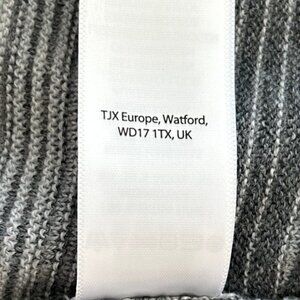 TJX Europe, Watford,
WD17 1TX, UK